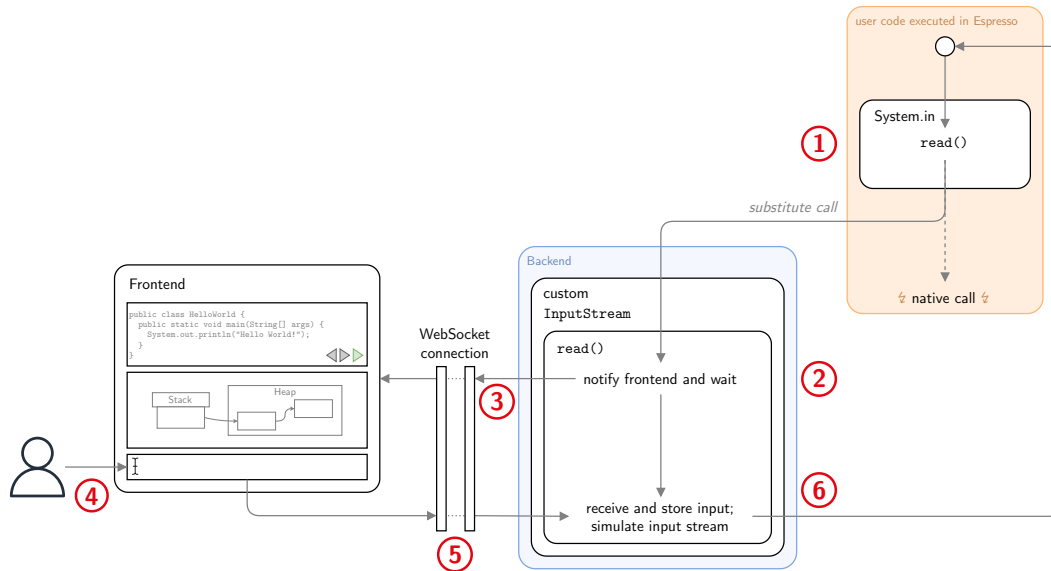 user code executed in Espresso
System.in
read()
1
substitute call
↯ native call ↯
Backend
custom
InputStream
read()
notify frontend and wait
2
receive and store input;
simulate input stream
6
WebSocket
connection
3
5
Frontend
public class HelloWorld {
public static void main(String[] args) {
System.out.println("Hello World!");
}
}
Stack
Heap
4